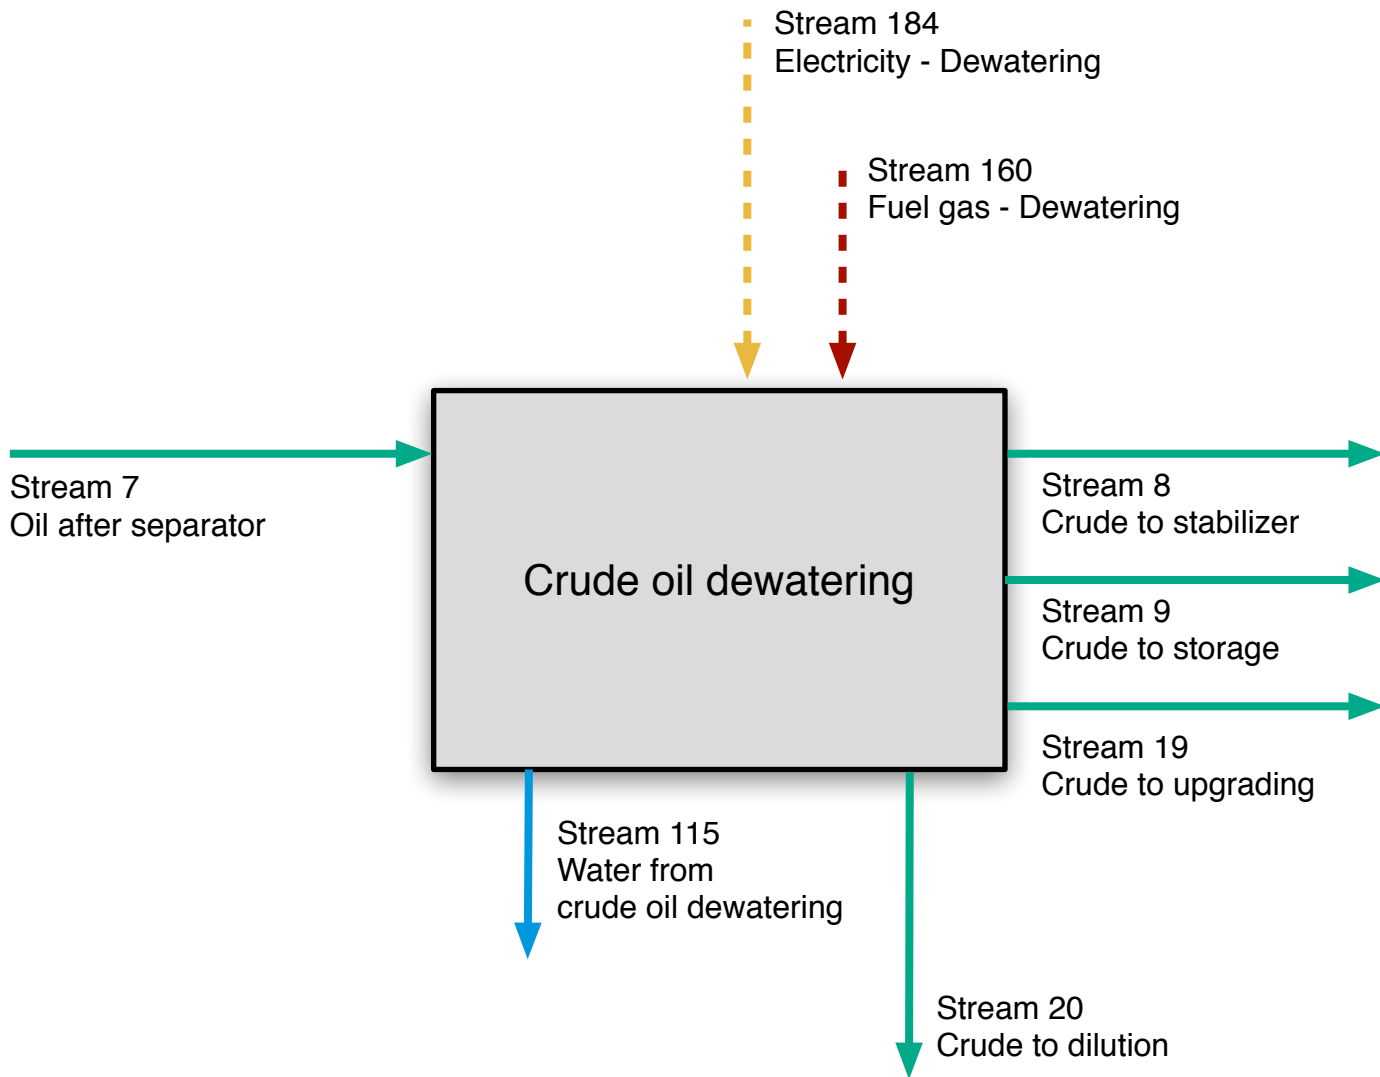 Stream 184
Electricity - Dewatering
Stream 160
Fuel gas - Dewatering
Stream 7
Oil after separator
Crude oil dewatering
Stream 8
Crude to stabilizer
Stream 9
Crude to storage
Stream 19
Crude to upgrading
Stream 115
Water from
crude oil dewatering
Stream 20
Crude to dilution